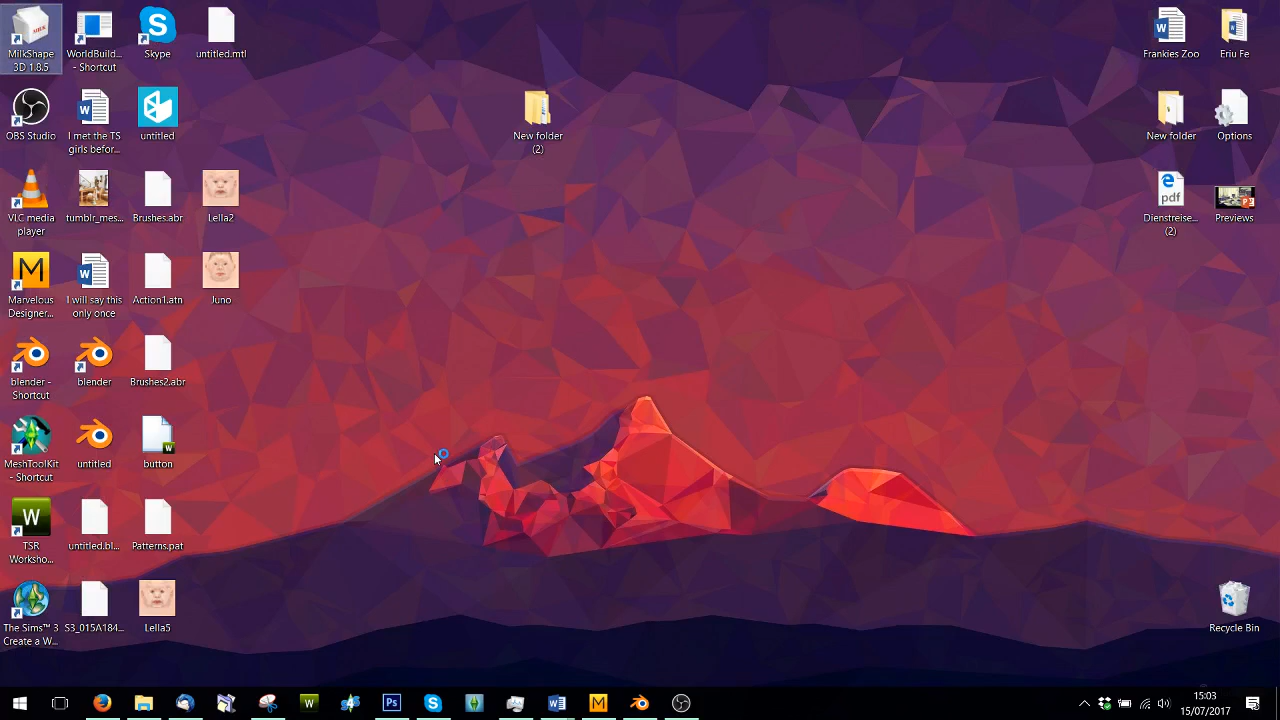 MilkShape
3D 1.8.5
WorldBuild...
- Shortcut
Skype
untitled.mtl
OBS Studio
I met the TS
girls befor...
untitled
VLC media
player
tumblr_mes...
Brushes.abr
Lella2
Marvelous
Designer...
I will say this
only once
Action1.atn
Juno
blender -
Shortcut
blender
Brushes2.abr
MeshToolKit
- Shortcut
untitled
button
TSR
Worksho...
untitled.bl...
Patterns.pat
The Sims™ 3
Create a W...
S3_015A184...
Lella5
New folder
(2)
Frankies Zoo
Eriu Fe
New folder
Options
pdf
Dienstreise...
(2)
Previews
Recycle Bin
15:03
15/07/2017